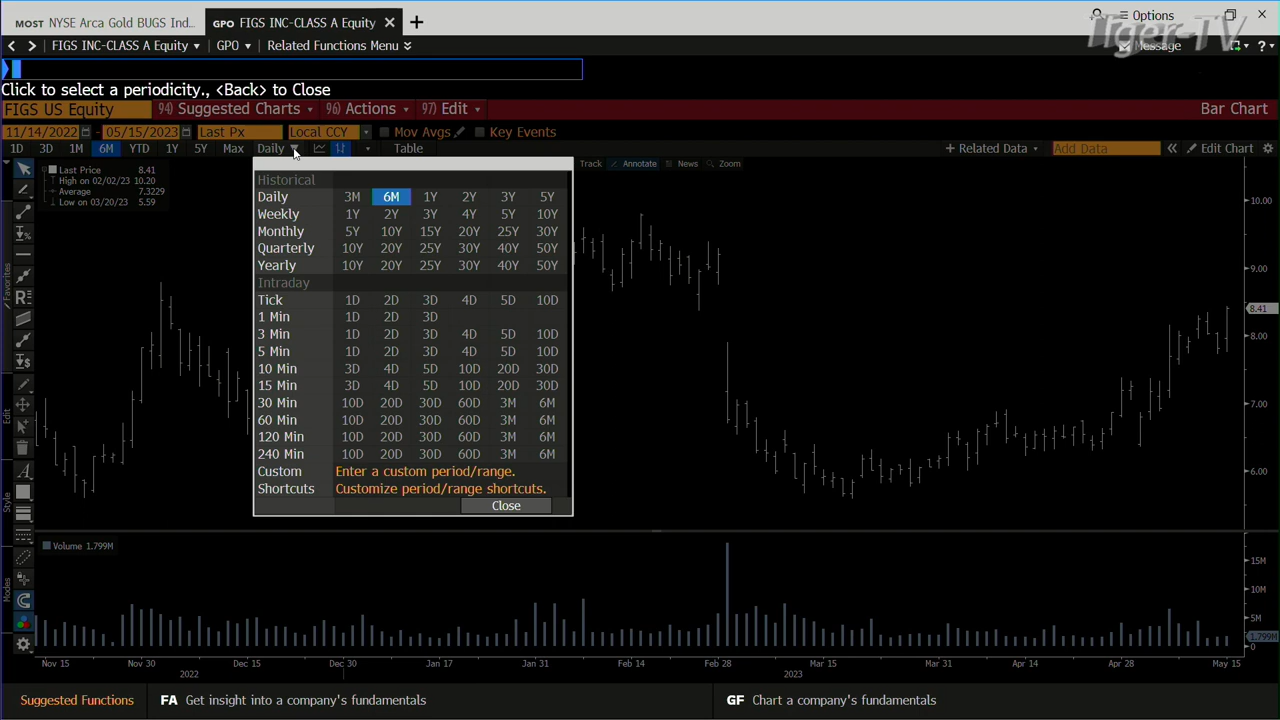 MOST NYSE Arca Gold BUGS Ind...
GPO FIGS INC-CLASS A Equity
Options
Tiger-TV
FIGS INC-CLASS A Equity GPO Related Functions Menu
Message
Click to select a periodicity., <Back> to Close
FIGS US Equity 94) Suggested Charts 96) Actions 97) Edit Bar Chart
11/14/2022 - 05/15/2023 Last Px Local CCY Mov Avgs Key Events
1D 3D 1M 6M YTD 1Y 5Y Max Daily Table + Related Data Add Data Edit Chart
Track Annotate News Zoom
Last Price 8.41
High on 02/02/23 10.20
Average 7.3229
Low on 03/20/23 5.59
Historical
Daily 3M 6M 1Y 2Y 3Y 5Y
Weekly 1Y 2Y 3Y 4Y 5Y 10Y
Monthly 5Y 10Y 15Y 20Y 25Y 30Y
Quarterly 10Y 20Y 25Y 30Y 40Y 50Y
Yearly 10Y 20Y 25Y 30Y 40Y 50Y
Intraday
Tick 1D 2D 3D 4D 5D 10D
1 Min 1D 2D 3D
3 Min 1D 2D 3D 4D 5D 10D
5 Min 1D 2D 3D 4D 5D 10D
10 Min 3D 4D 5D 10D 20D 30D
15 Min 3D 4D 5D 10D 20D 30D
30 Min 10D 20D 30D 60D 3M 6M
60 Min 10D 20D 30D 60D 3M 6M
120 Min 10D 20D 30D 60D 3M 6M
240 Min 10D 20D 30D 60D 3M 6M
Custom Enter a custom period/range.
Shortcuts Customize period/range shortcuts.
Close
Favorites
Edit
Style
Modes
10.00
9.00
8.41
8.00
7.00
6.00
Volume 1.799M
15M
10M
5M
1.799M
0
Nov 15 Nov 30 Dec 15 Dec 30 Jan 17 Jan 31 Feb 14 Feb 28 Mar 15 Mar 31 Apr 14 Apr 28 May 15
2022 2023
Suggested Functions FA Get insight into a company's fundamentals GF Chart a company's fundamentals